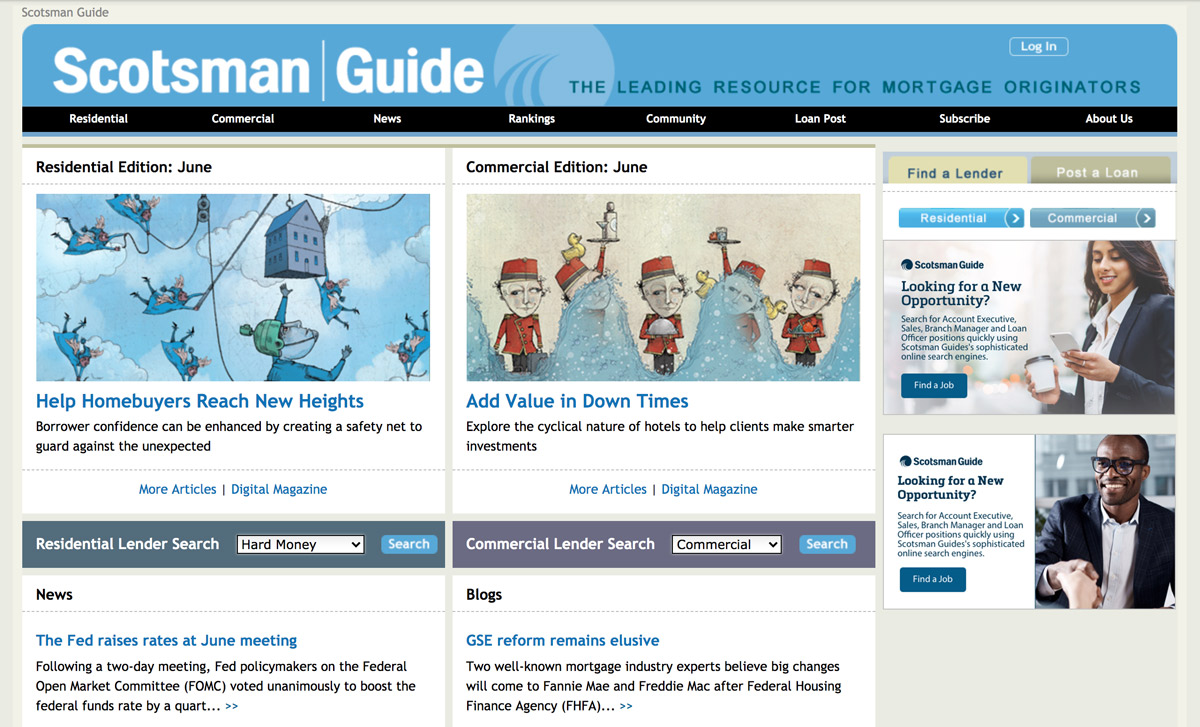 Scotsman Guide
Scotsman Guide
Log In
THE LEADING RESOURCE FOR MORTGAGE ORIGINATORS
Residential Commercial News Rankings Community Loan Post Subscribe About Us
Residential Edition: June
Help Homebuyers Reach New Heights
Borrower confidence can be enhanced by creating a safety net to
guard against the unexpected
More Articles | Digital Magazine
Commercial Edition: June
Add Value in Down Times
Explore the cyclical nature of hotels to help clients make smarter
investments
More Articles | Digital Magazine
Find a Lender Post a Loan
Residential Commercial
Scotsman Guide
Looking for a New
Opportunity?
Search for Account Executive,
Sales, Branch Manager and Loan
Officer positions quickly using
Scotsman Guides's sophisticated
online search engines.
Find a Job
Scotsman Guide
Looking for a New
Opportunity?
Search for Account Executive,
Sales, Branch Manager and Loan
Officer positions quickly using
Scotsman Guides's sophisticated
online search engines.
Find a Job
Residential Lender Search Hard Money Search
Commercial Lender Search Commercial Search
News
The Fed raises rates at June meeting
Following a two-day meeting, Fed policymakers on the Federal
Open Market Committee (FOMC) voted unanimously to boost the
federal funds rate by a quart... >>
Blogs
GSE reform remains elusive
Two well-known mortgage industry experts believe big changes
will come to Fannie Mae and Freddie Mac after Federal Housing
Finance Agency (FHFA)... >>